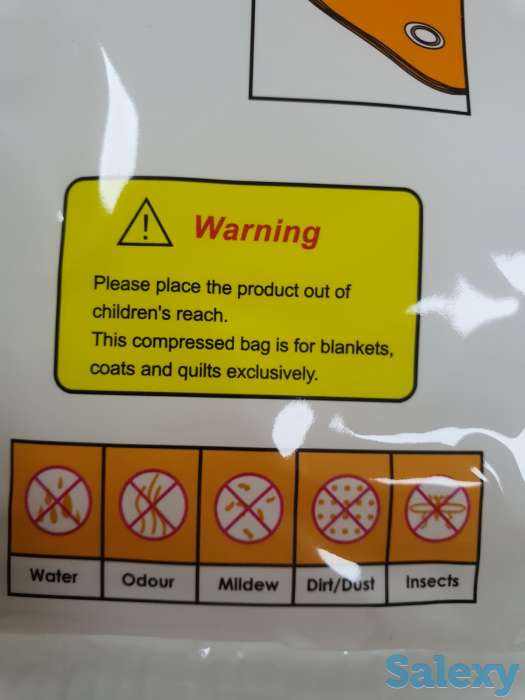 Warning
Please place the product out of
children's reach.
This compressed bag is for blankets,
coats and quilts exclusively.
Water Odour Mildew Dirt/Dust Insects
Salexy